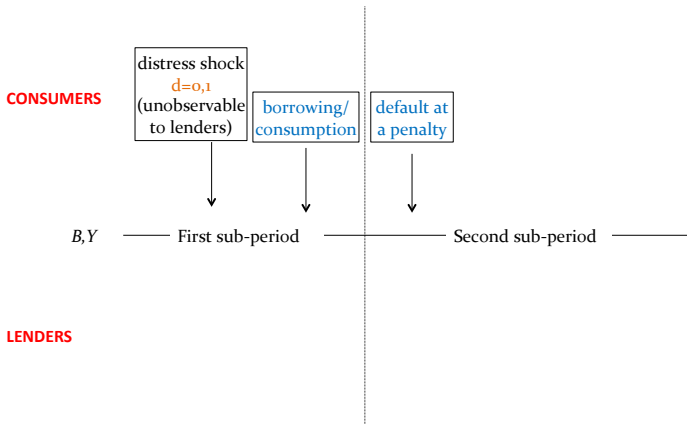 distress shock
d=0,1
(unobservable
to lenders)
CONSUMERS
borrowing/
consumption
default at
a penalty
B,Y
First sub-period
Second sub-period
LENDERS